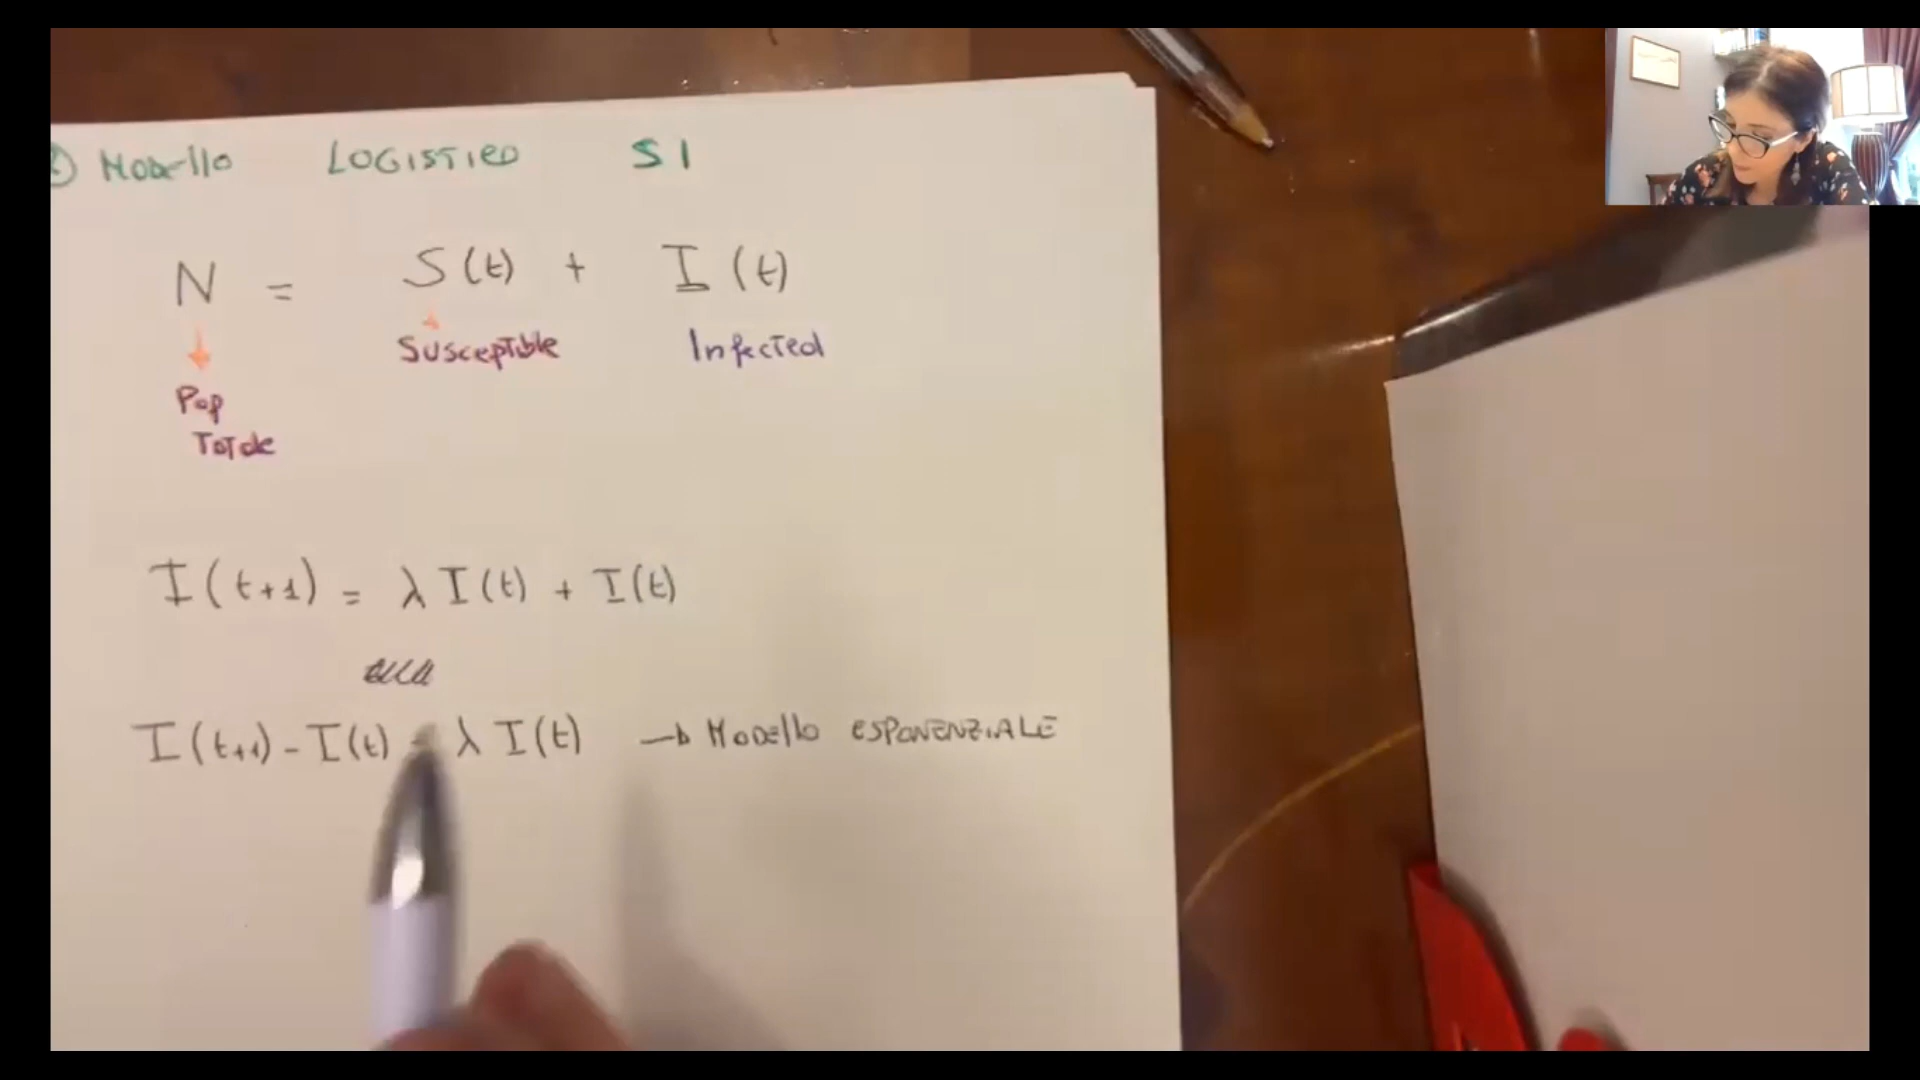 Modello LOGISTICO SI
N = S(t) + I(t)
Susceptible Infected
Pop
Totale
I(t+1) = λ I(t) + I(t)
I(t+1) - I(t) = λ I(t) → Modello ESPONENZIALE